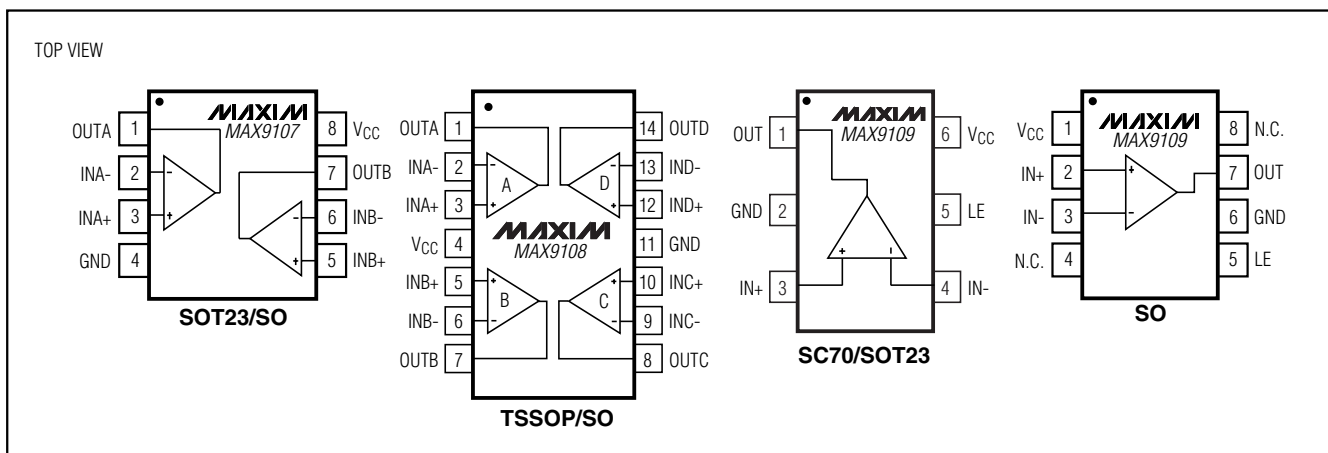 TOP VIEW
MAXIM
MAX9107
OUTA 1
INA- 2
INA+ 3
GND 4
8 VCC
7 OUTB
6 INB-
5 INB+
- +
- +
SOT23/SO
MAXIM
MAX9108
OUTA 1
INA- 2
INA+ 3
VCC 4
INB+ 5
INB- 6
OUTB 7
14 OUTD
13 IND-
12 IND+
11 GND
10 INC+
9 INC-
8 OUTC
- A +
- D +
+ B -
+ C -
TSSOP/SO
MAXIM
MAX9109
OUT 1
GND 2
IN+ 3
6 VCC
5 LE
4 IN-
+ -
SC70/SOT23
MAXIM
MAX9109
VCC 1
IN+ 2
IN- 3
N.C. 4
8 N.C.
7 OUT
6 GND
5 LE
+ -
SO